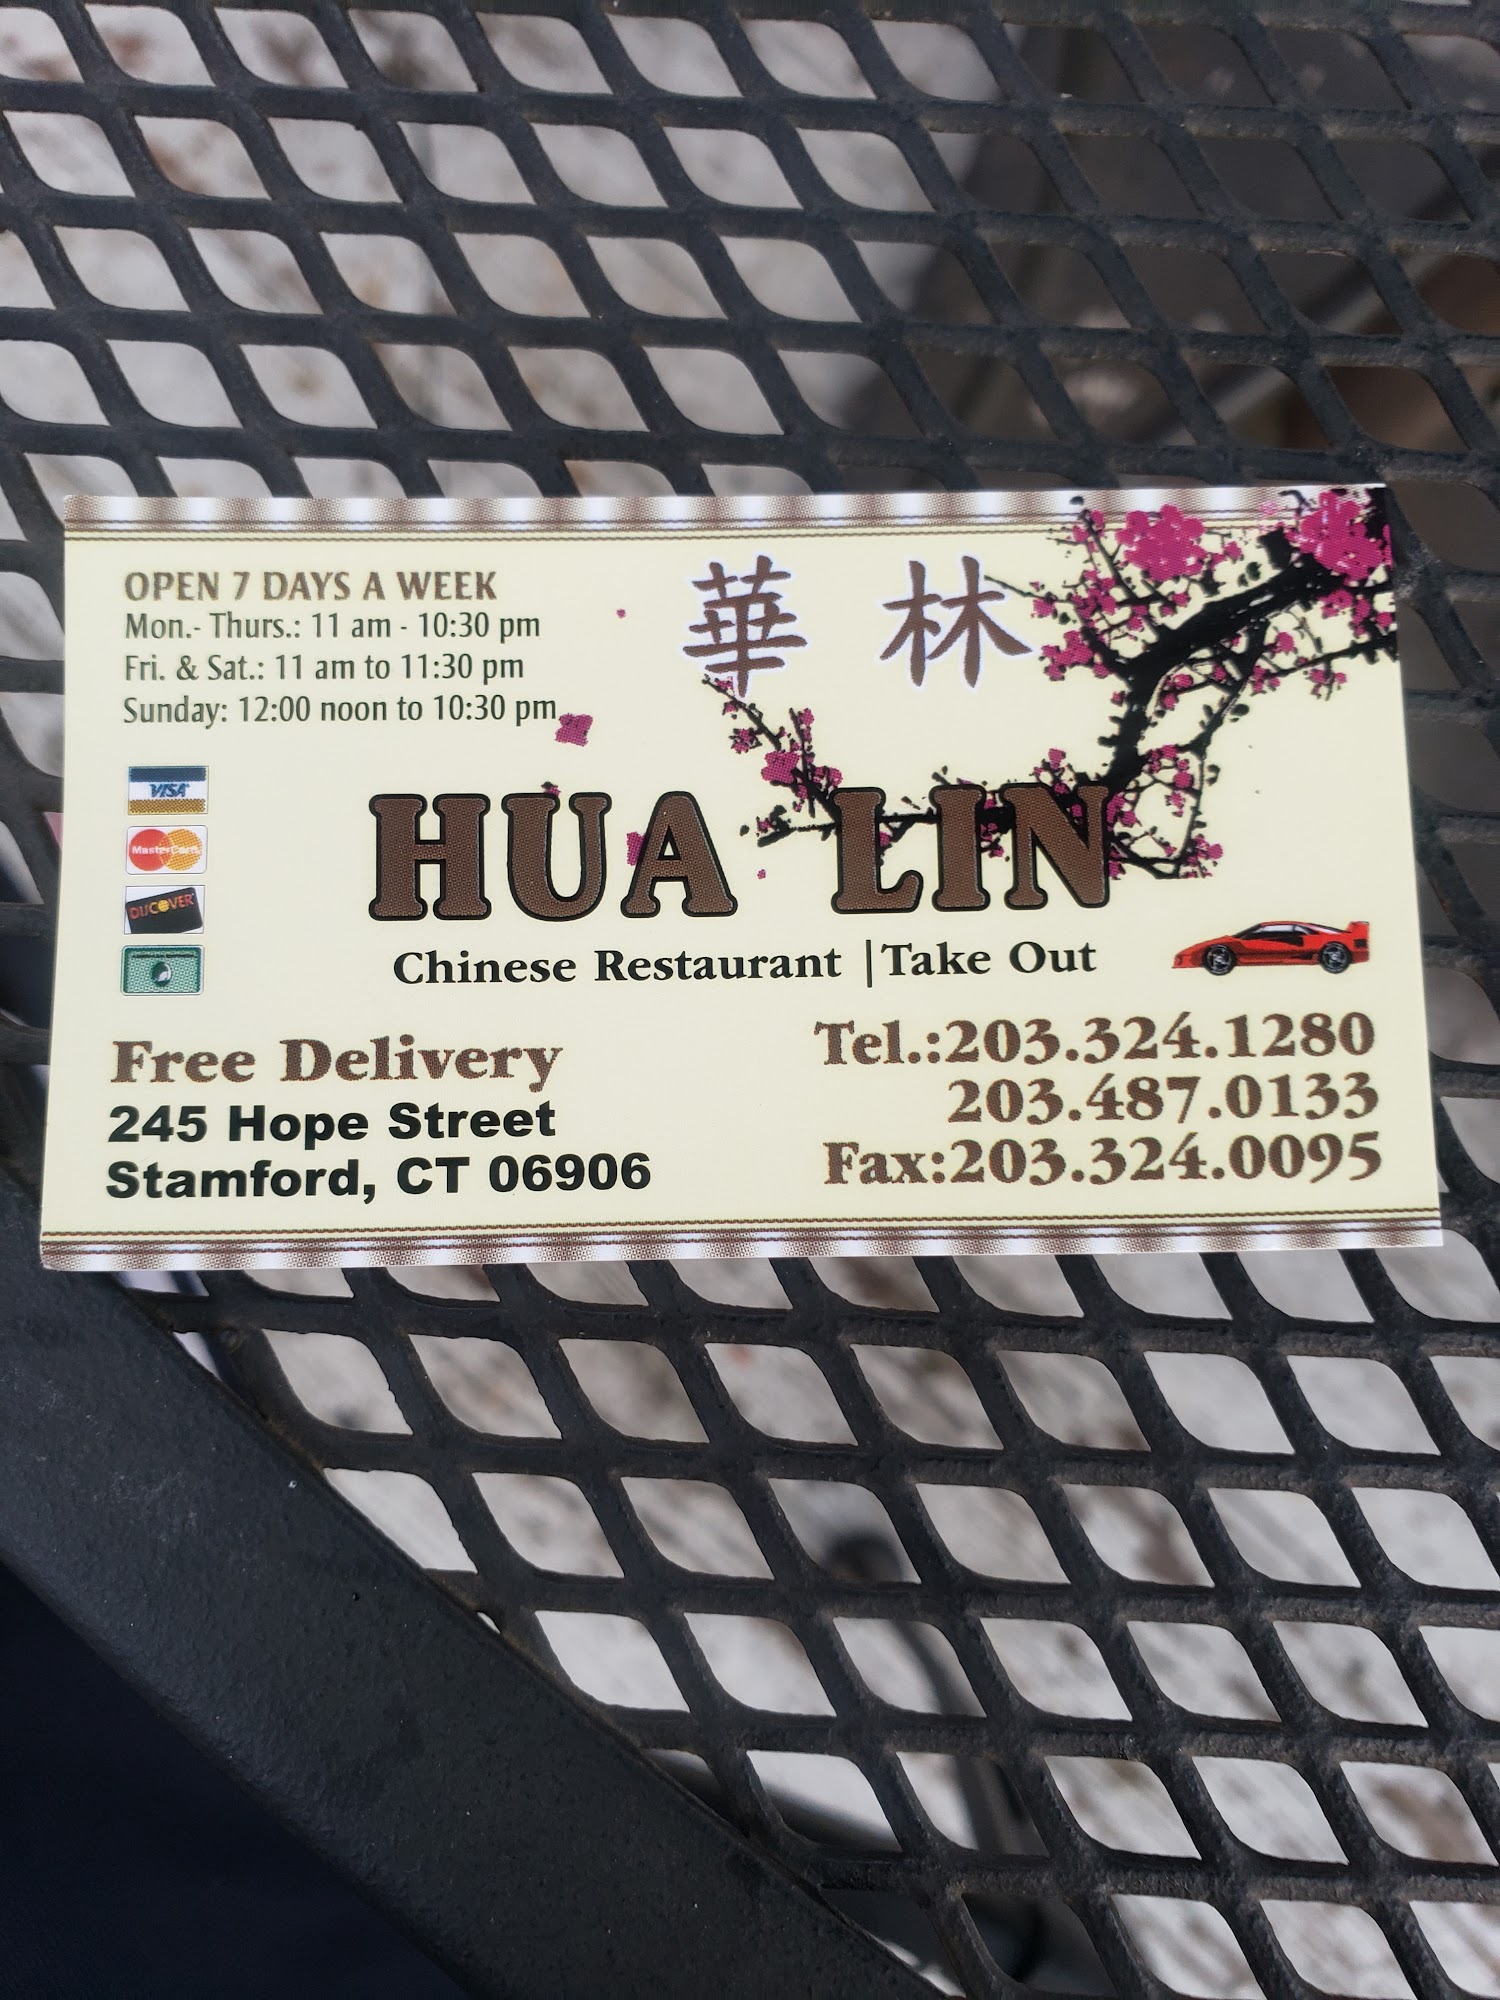 OPEN 7 DAYS A WEEK
Mon.- Thurs.: 11 am - 10:30 pm
Fri. & Sat.: 11 am to 11:30 pm
Sunday: 12:00 noon to 10:30 pm
華 林
VISA
MasterCard
DISCOVER
HUA LIN
Chinese Restaurant | Take Out
Free Delivery
245 Hope Street
Stamford, CT 06906
Tel.:203.324.1280
203.487.0133
Fax:203.324.0095